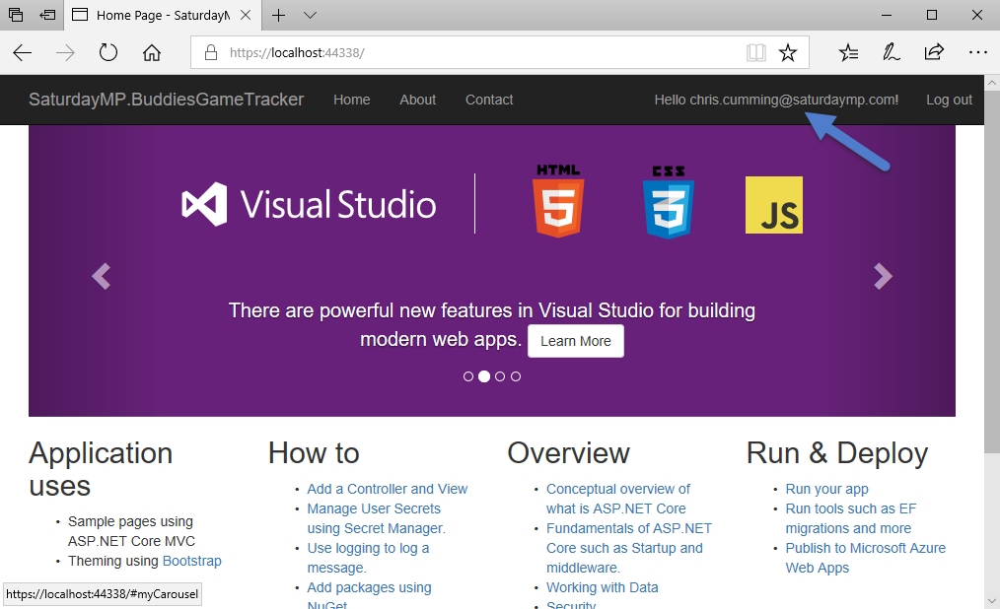 Home Page - SaturdayM
https://localhost:44338/
SaturdayMP.BuddiesGameTracker Home About Contact Hello chris.cumming@saturdaymp.com! Log out
Visual Studio
HTML
5
CSS
3
JS
There are powerful new features in Visual Studio for building
modern web apps. Learn More
Application
uses
Sample pages using
ASP.NET Core MVC
Theming using Bootstrap
How to
Add a Controller and View
Manage User Secrets
using Secret Manager.
Use logging to log a
message.
Add packages using
NuGet
Overview
Conceptual overview of
what is ASP.NET Core
Fundamentals of ASP.NET
Core such as Startup and
middleware.
Working with Data
Security
Run & Deploy
Run your app
Run tools such as EF
migrations and more
Publish to Microsoft Azure
Web Apps
https://localhost:44338/#myCarousel